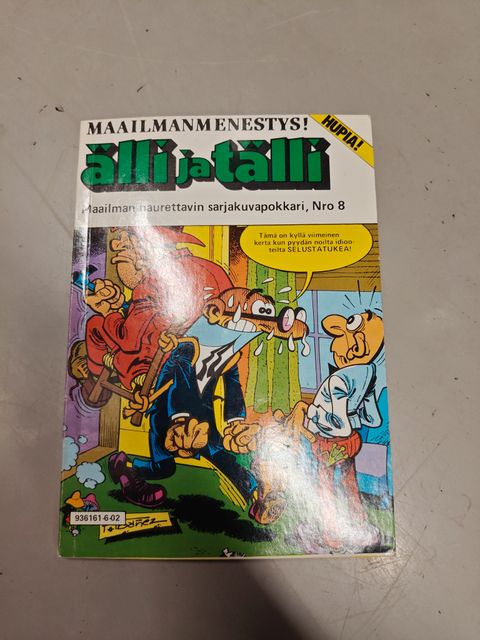 MAAILMANMENESTYS!
HUPIA!
älli ja tälli
Maailman naurettavin sarjakuvapokkari, Nro 8
Tämä on kyllä viimeinen
kerta kun pyydän noilta idioo-
teilta SELUSTATUKEA!
936161-6-02